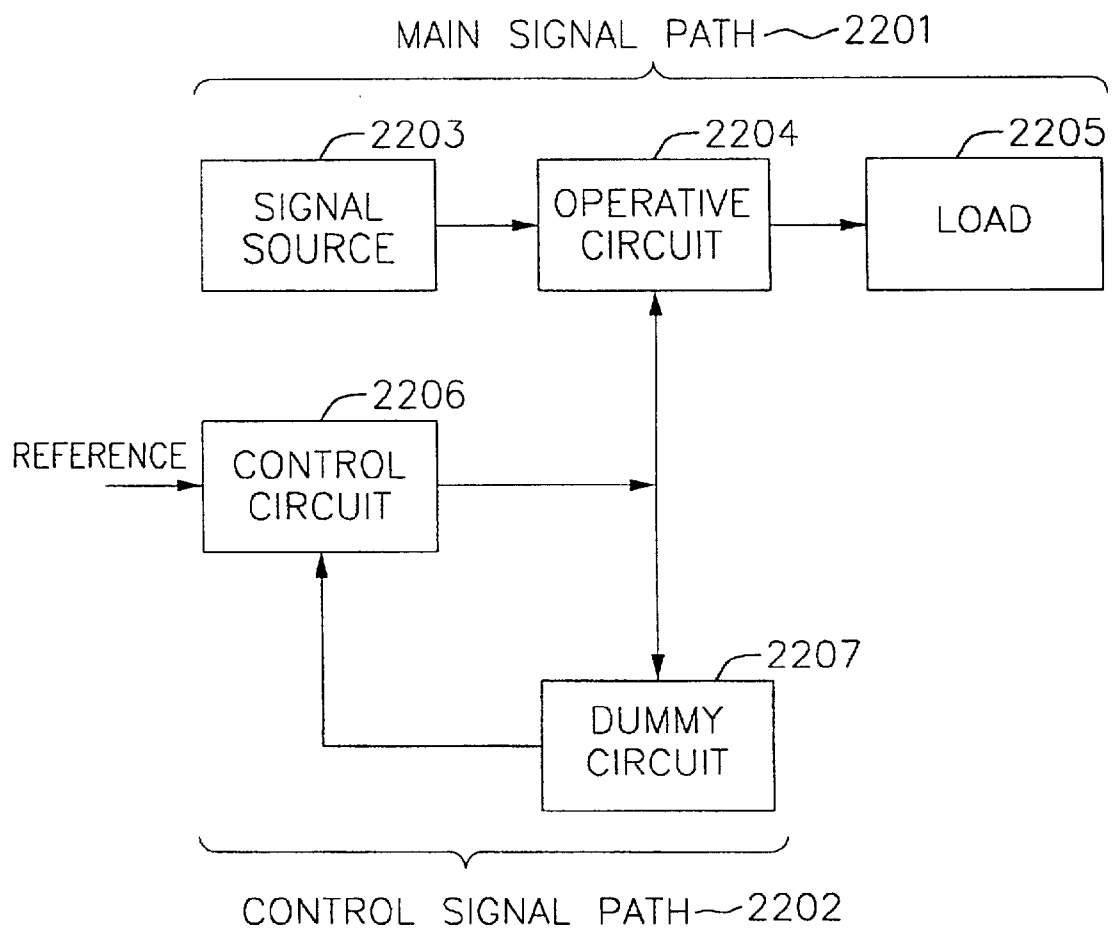 MAIN SIGNAL PATH 2201
2203
2204
2205
SIGNAL
SOURCE
OPERATIVE
CIRCUIT
LOAD
2206
REFERENCE
CONTROL
CIRCUIT
2207
DUMMY
CIRCUIT
CONTROL SIGNAL PATH 2202